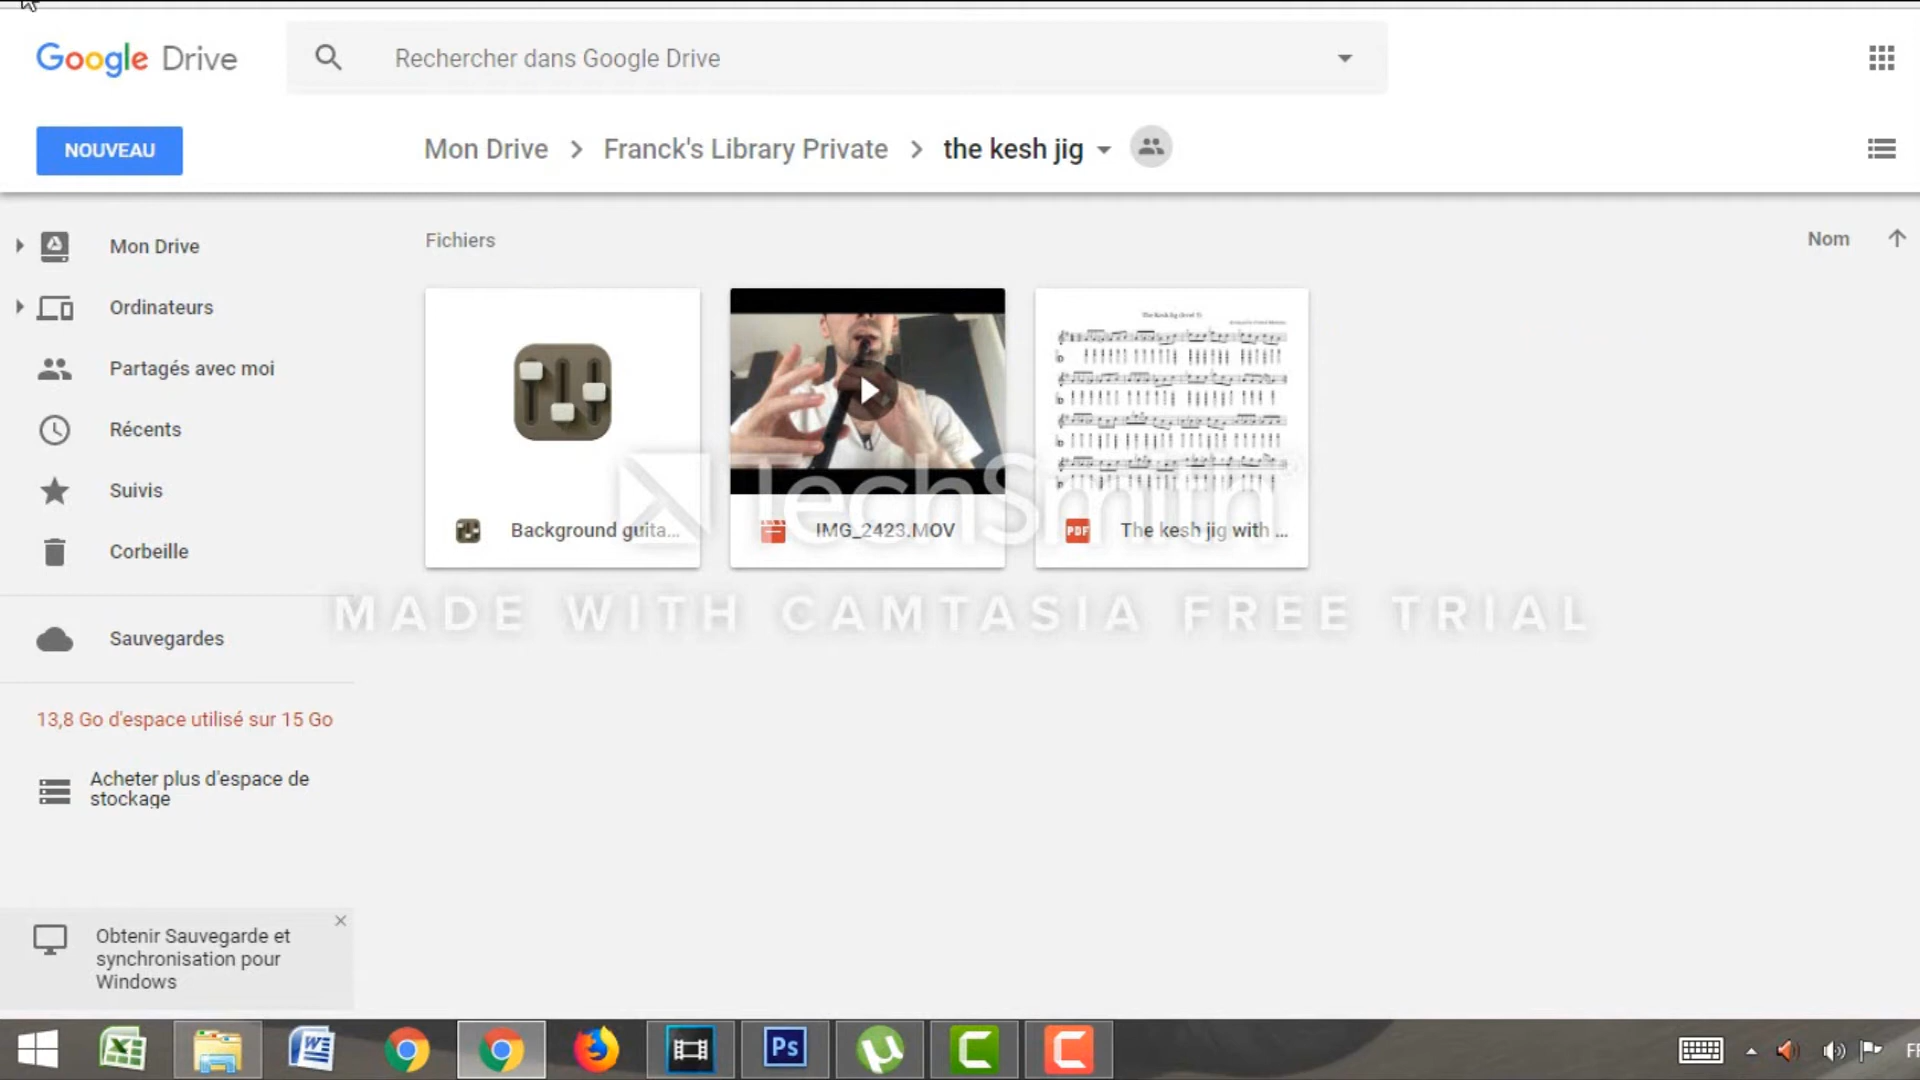 Google Drive
Rechercher dans Google Drive
NOUVEAU
Mon Drive > Franck's Library Private > the kesh jig
Mon Drive
Ordinateurs
Partagés avec moi
Récents
Suivis
Corbeille
Sauvegardes
13,8 Go d'espace utilisé sur 15 Go
Acheter plus d'espace de
stockage
Obtenir Sauvegarde et
synchronisation pour
Windows
Fichiers
Nom
Background guita...
IMG_2423.MOV
The kesh jig with ...
PDF
TechSmith
MADE WITH CAMTASIA FREE TRIAL
Ps
FR